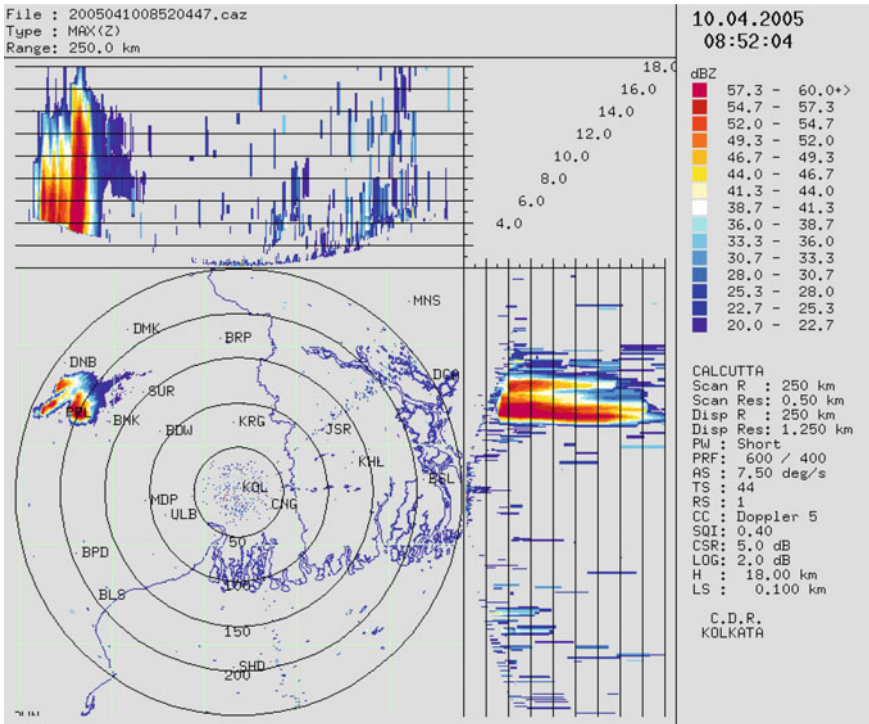 File : 2005041008520447.caz
Type : MAX(Z)
Range: 250.0 km
10.04.2005
08:52:04
18.0
16.0
14.0
12.0
10.0
8.0
6.0
4.0
dBZ
57.3 - 60.0+>
54.7 - 57.3
52.0 - 54.7
49.3 - 52.0
46.7 - 49.3
44.0 - 46.7
41.3 - 44.0
38.7 - 41.3
36.0 - 38.7
33.3 - 36.0
30.7 - 33.3
28.0 - 30.7
25.3 - 28.0
22.7 - 25.3
20.0 - 22.7
MNS
DMK
BRP
DNB
DCA
SUR
PRL
BNK
KRG
BDW
JSR
KHL
BSL
KOL
MDP
CNG
ULB
50
BPD
100
BLS
150
SHD
200
CALCUTTA
Scan R : 250 km
Scan Res: 0.50 km
Disp R : 250 km
Disp Res: 1.250 km
PW : Short
PRF: 600 / 400
AS : 7.50 deg/s
TS : 44
RS : 1
CC : Doppler 5
SQI: 0.40
CSR: 5.0 dB
LOG: 2.0 dB
H : 18.00 km
LS : 0.100 km
C.D.R.
KOLKATA